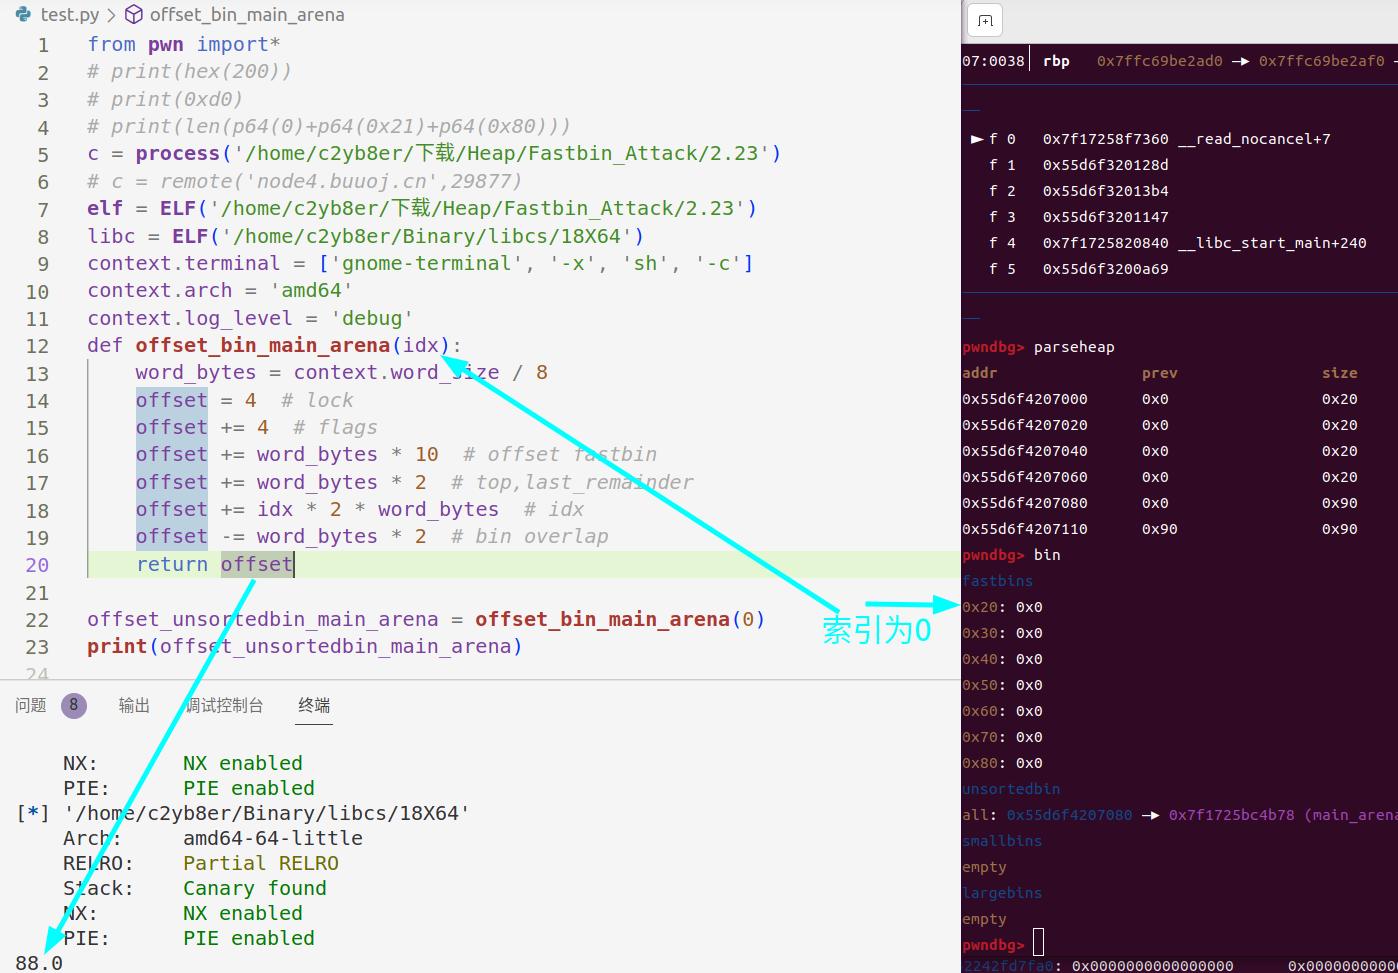 test.py > offset_bin_main_arena
1 from pwn import*
2 # print(hex(200))
3 # print(0xd0)
4 # print(len(p64(0)+p64(0x21)+p64(0x80)))
5 c = process('/home/c2yb8er/下载/Heap/Fastbin_Attack/2.23')
6 # c = remote('node4.buuoj.cn',29877)
7 elf = ELF('/home/c2yb8er/下载/Heap/Fastbin_Attack/2.23')
8 libc = ELF('/home/c2yb8er/Binary/libcs/18X64')
9 context.terminal = ['gnome-terminal', '-x', 'sh', '-c']
10 context.arch = 'amd64'
11 context.log_level = 'debug'
12 def offset_bin_main_arena(idx):
13 word_bytes = context.word_size / 8
14 offset = 4 # lock
15 offset += 4 # flags
16 offset += word_bytes * 10 # offset fastbin
17 offset += word_bytes * 2 # top,last_remainder
18 offset += idx * 2 * word_bytes # idx
19 offset -= word_bytes * 2 # bin overlap
20 return offset
21
22 offset_unsortedbin_main_arena = offset_bin_main_arena(0)
23 print(offset_unsortedbin_main_arena)
24
索引为0
问题 8 输出 调试控制台 终端
NX: NX enabled
PIE: PIE enabled
[*] '/home/c2yb8er/Binary/libcs/18X64'
Arch: amd64-64-little
RELRO: Partial RELRO
Stack: Canary found
NX: NX enabled
PIE: PIE enabled
88.0
07:0038│ rbp 0x7ffc69be2ad0 —► 0x7ffc69be2af0
► f 0 0x7f17258f7360 __read_nocancel+7
f 1 0x55d6f320128d
f 2 0x55d6f32013b4
f 3 0x55d6f3201147
f 4 0x7f1725820840 __libc_start_main+240
f 5 0x55d6f3200a69
pwndbg> parseheap
addr prev size
0x55d6f4207000 0x0 0x20
0x55d6f4207020 0x0 0x20
0x55d6f4207040 0x0 0x20
0x55d6f4207060 0x0 0x20
0x55d6f4207080 0x0 0x90
0x55d6f4207110 0x90 0x90
pwndbg> bin
fastbins
0x20: 0x0
0x30: 0x0
0x40: 0x0
0x50: 0x0
0x60: 0x0
0x70: 0x0
0x80: 0x0
unsortedbin
all: 0x55d6f4207080 —► 0x7f1725bc4b78 (main_arena
smallbins
empty
largebins
empty
pwndbg>
2242fd7fa0: 0x0000000000000000 0x0000000000